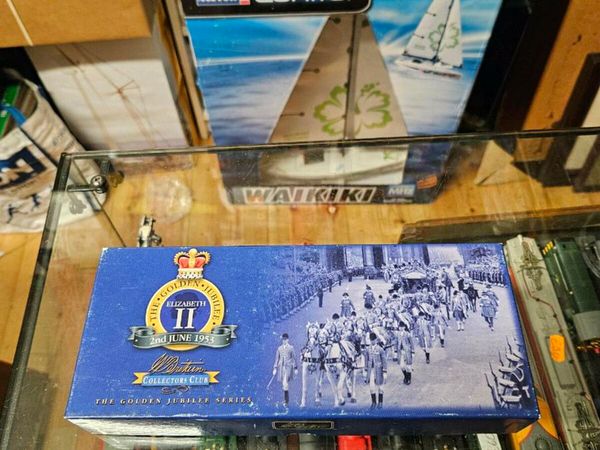 WAIKIKI
THE · GOLDEN · JUBILEE
ELIZABETH
II
2nd JUNE 1953
W. Britain
COLLECTORS CLUB
THE GOLDEN JUBILEE SERIES